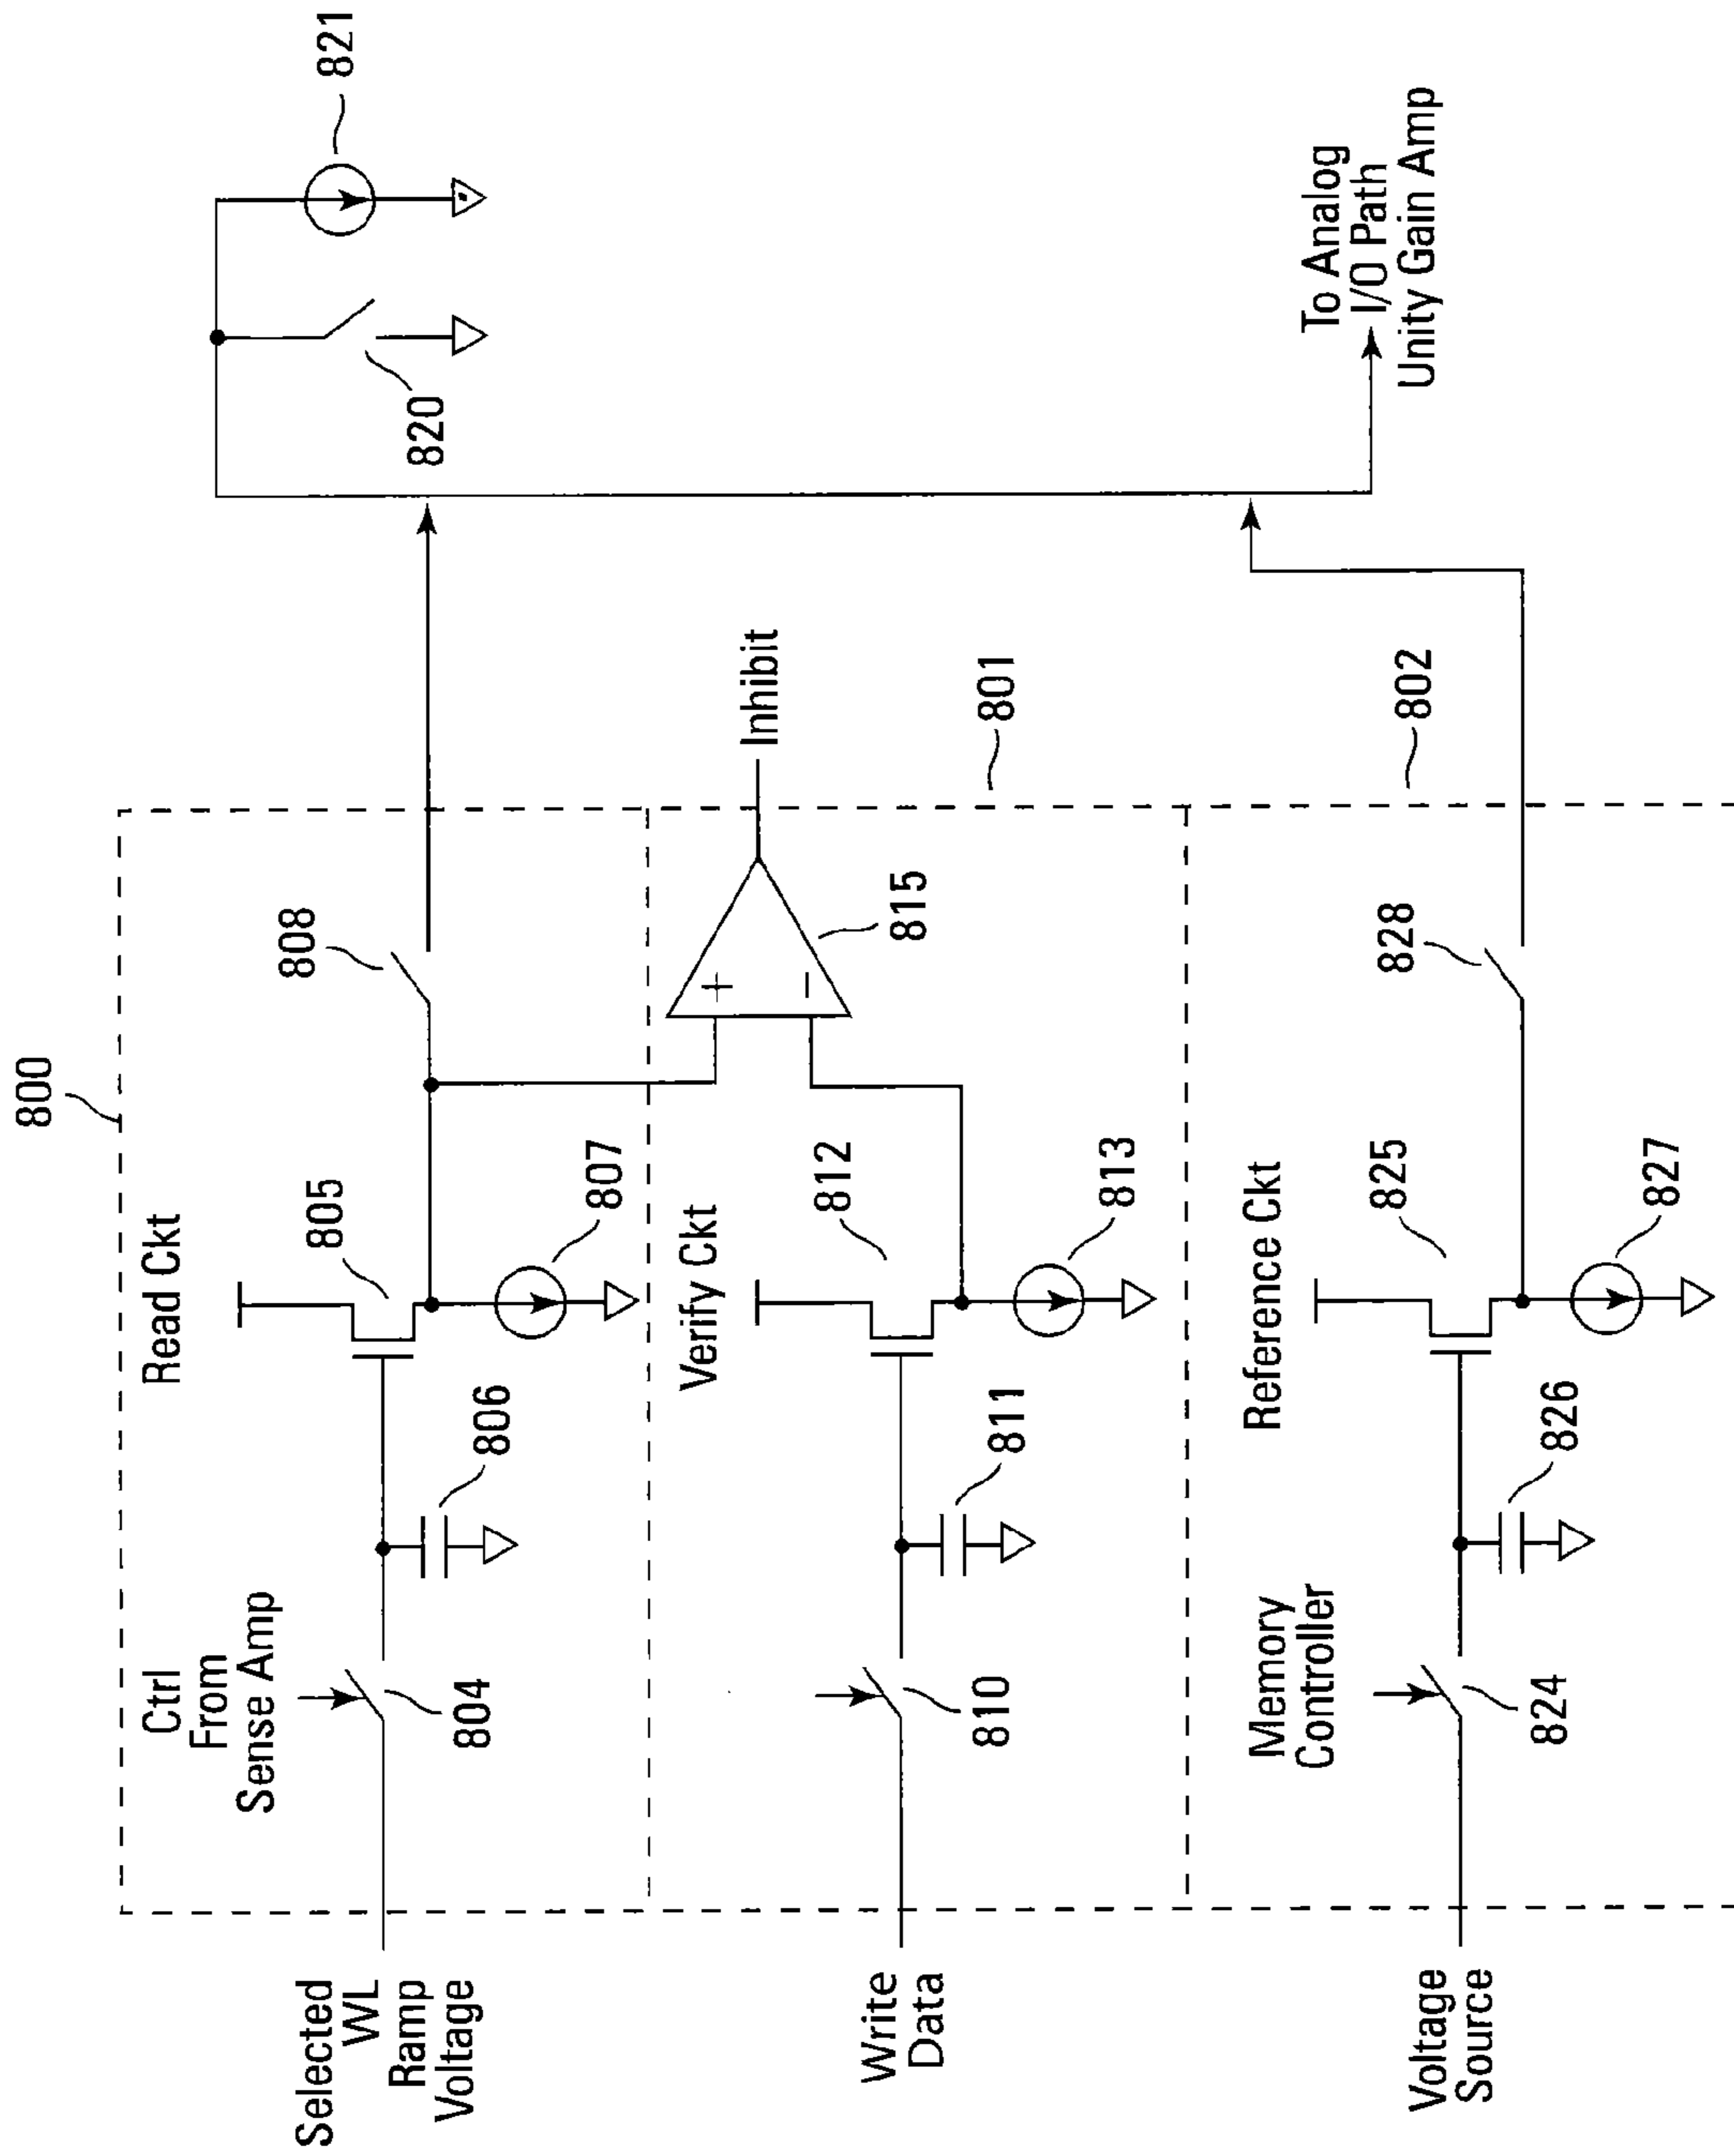 800
Read Ckt
Ctrl
From
Sense Amp
804
805
806
807
808
Selected
WL
Ramp
Voltage
820
821
Verify Ckt
810
811
812
813
815
Inhibit
801
Write
Data
Reference Ckt
Memory
Controller
824
825
826
827
828
802
Voltage
Source
To Analog
I/O Path
Unity Gain Amp